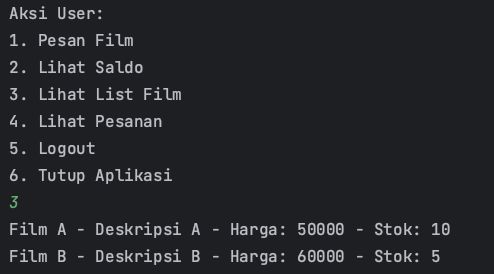 Aksi User:
1. Pesan Film
2. Lihat Saldo
3. Lihat List Film
4. Lihat Pesanan
5. Logout
6. Tutup Aplikasi
3
Film A - Deskripsi A - Harga: 50000 - Stok: 10
Film B - Deskripsi B - Harga: 60000 - Stok: 5